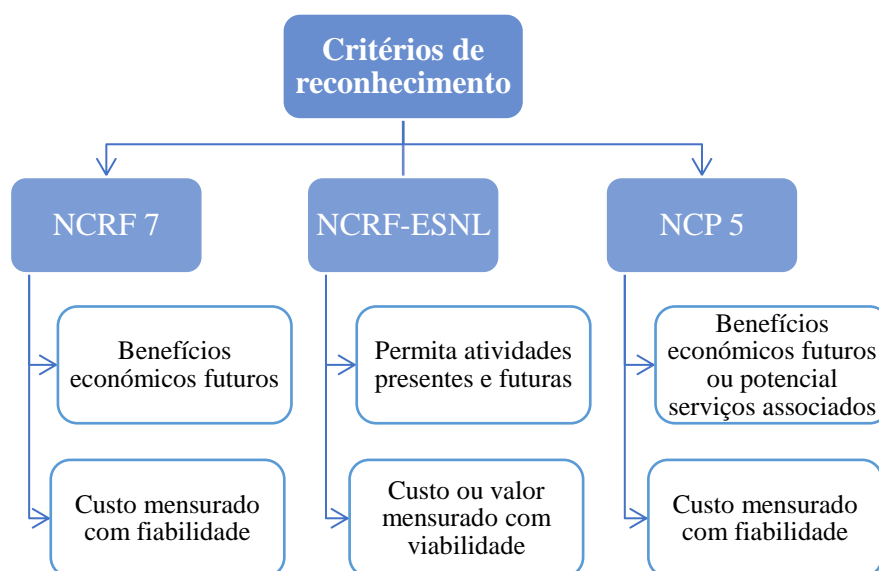 Critérios de
reconhecimento
NCRF 7
NCRF-ESNL
NCP 5
Benefícios
económicos futuros
Permita atividades
presentes e futuras
Benefícios
económicos futuros
ou potencial
serviços associados
Custo mensurado
com fiabilidade
Custo ou valor
mensurado com
viabilidade
Custo mensurado
com fiabilidade